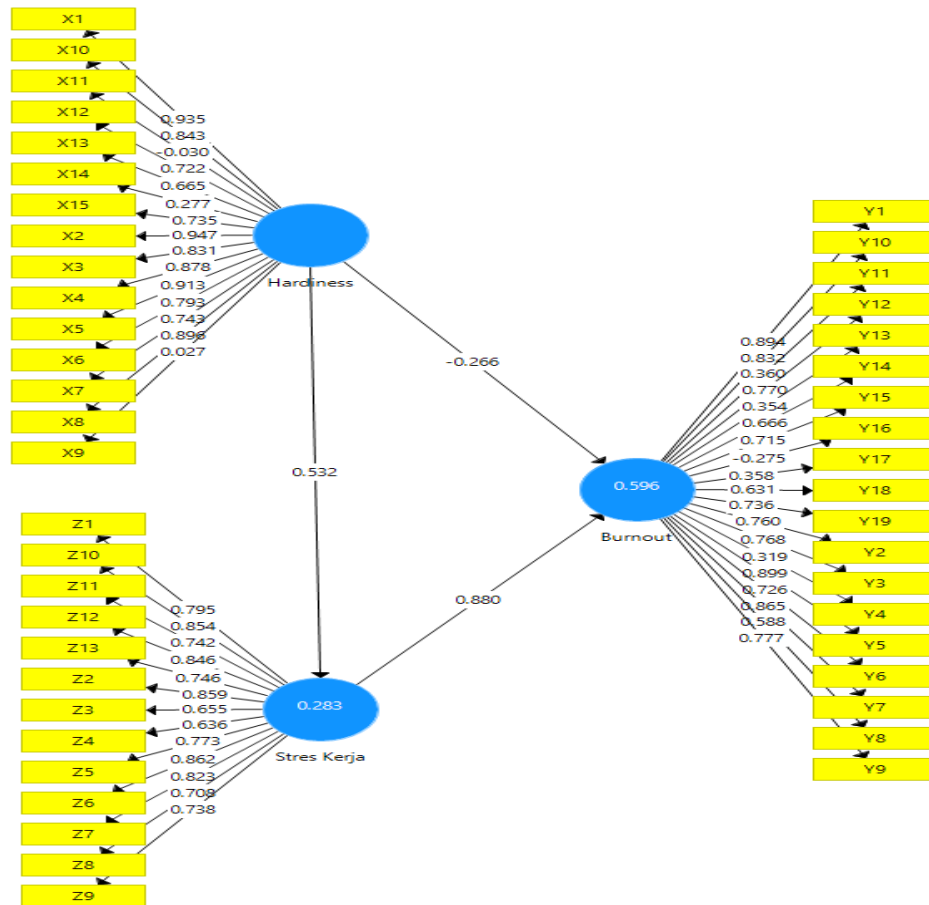 X1
X10
X11
X12
X13
X14
X15
X2
X3
X4
X5
X6
X7
X8
X9
0.935
0.843
-0.030
0.722
0.665
0.277
0.735
0.947
0.831
0.878
0.913
0.793
0.743
0.896
0.027
Hardiness
-0.266
0.532
Y1
Y10
Y11
Y12
Y13
Y14
Y15
Y16
Y17
Y18
Y19
Y2
Y3
Y4
Y5
Y6
Y7
Y8
Y9
0.894
0.832
0.360
0.770
0.354
0.666
0.715
-0.275
0.358
0.631
0.736
0.760
0.768
0.319
0.899
0.726
0.865
0.588
0.777
0.596
Burnout
0.880
Z1
Z10
Z11
Z12
Z13
Z2
Z3
Z4
Z5
Z6
Z7
Z8
Z9
0.795
0.854
0.742
0.846
0.746
0.859
0.655
0.636
0.773
0.862
0.823
0.708
0.738
0.283
Stres Kerja